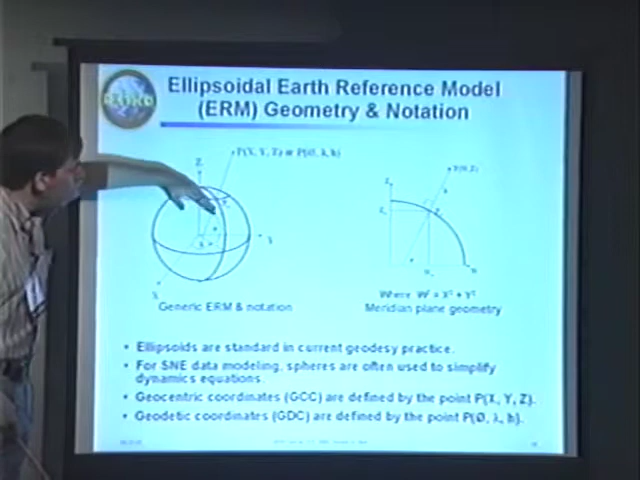 Ellipsoidal Earth Reference Model
(ERM) Geometry & Notation
P(X, Y, Z) or P(Ø, λ, h)
Z
X
Generic ERM & notation
Where W² = X² + Y²
Meridian plane geometry
• Ellipsoids are standard in current geodesy practice.
• For SNE data modeling, spheres are often used to simplify
dynamics equations.
• Geocentric coordinates (GCC) are defined by the point P(X, Y, Z).
• Geodetic coordinates (GDC) are defined by the point P(Ø, λ, h).